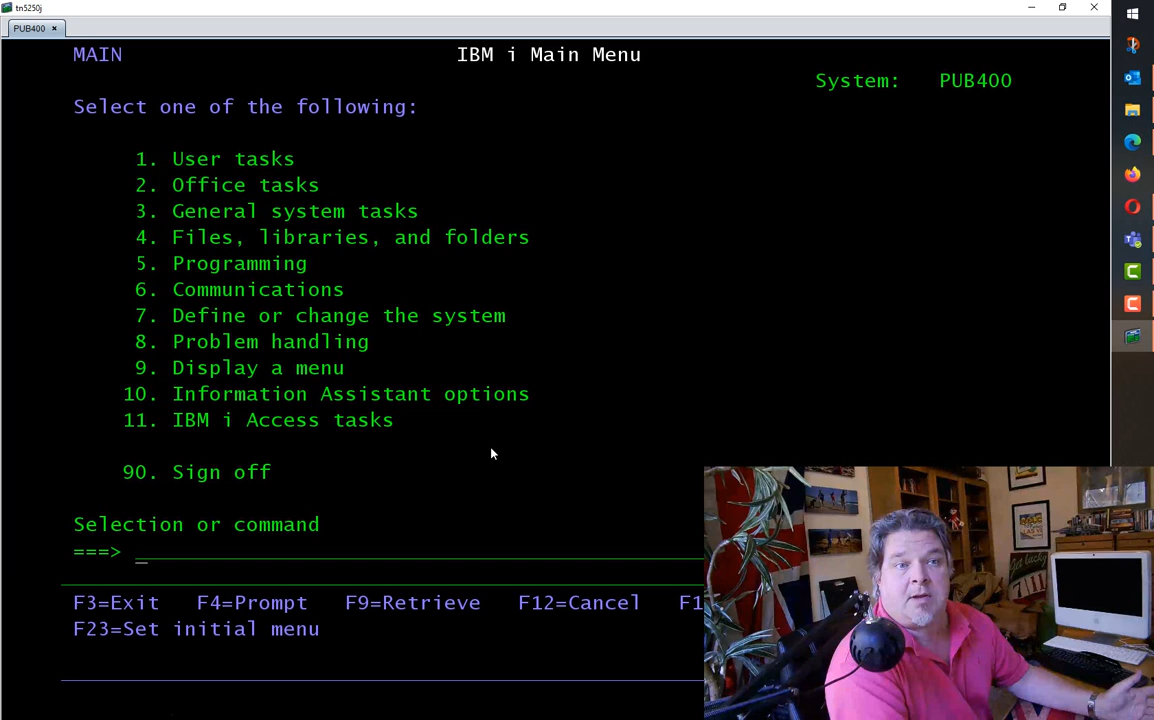 tn5250j
PUB400
MAIN IBM i Main Menu
System: PUB400
Select one of the following:
1. User tasks
2. Office tasks
3. General system tasks
4. Files, libraries, and folders
5. Programming
6. Communications
7. Define or change the system
8. Problem handling
9. Display a menu
10. Information Assistant options
11. IBM i Access tasks
90. Sign off
Selection or command
===>
F3=Exit F4=Prompt F9=Retrieve F12=Cancel F1
F23=Set initial menu